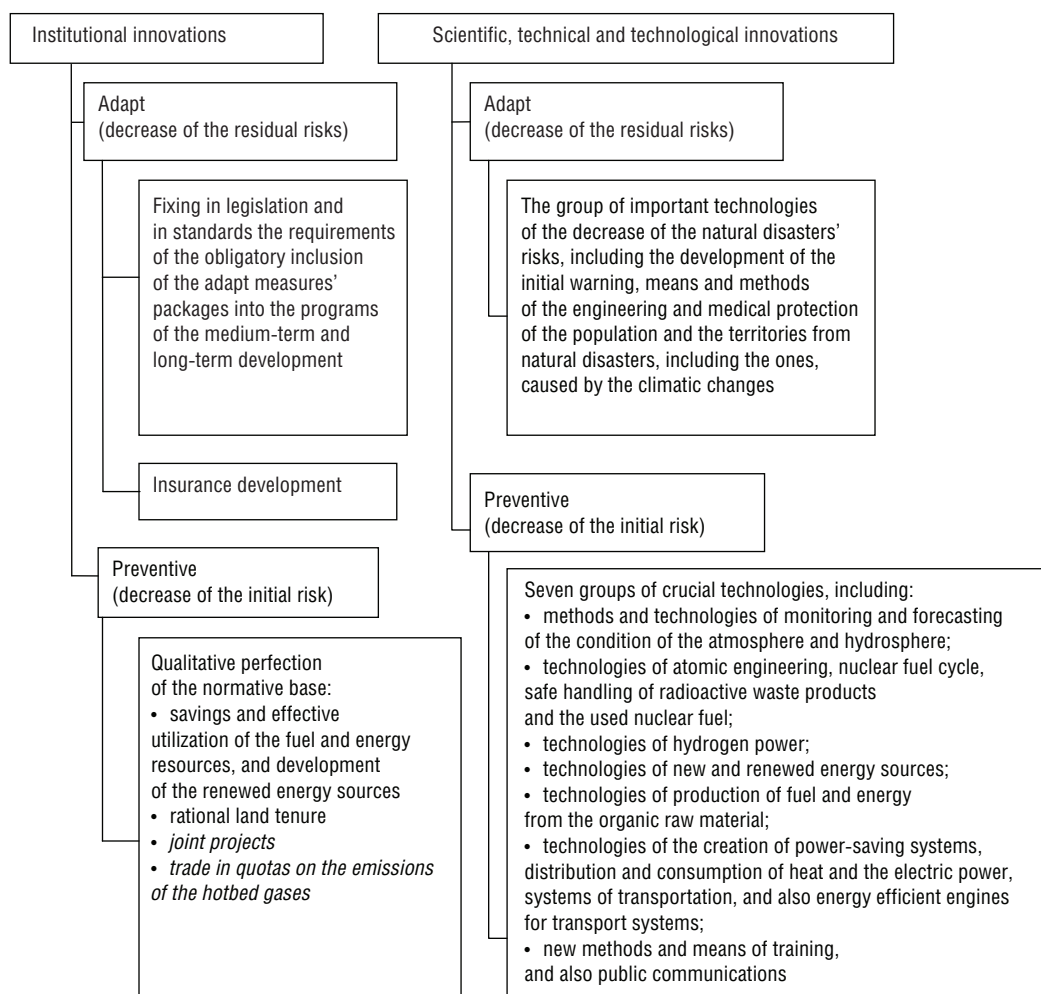 Institutional innovations
Adapt
(decrease of the residual risks)
Fixing in legislation and
in standards the requirements
of the obligatory inclusion
of the adapt measures’
packages into the programs
of the medium-term and
long-term development
Insurance development
Preventive
(decrease of the initial risk)
Qualitative perfection
of the normative base:
• savings and effective
utilization of the fuel and energy
resources, and development
of the renewed energy sources
• rational land tenure
• joint projects
• trade in quotas on the emissions
of the hotbed gases
Scientific, technical and technological innovations
Adapt
(decrease of the residual risks)
The group of important technologies
of the decrease of the natural disasters’
risks, including the development of the
initial warning, means and methods
of the engineering and medical protection
of the population and the territories from
natural disasters, including the ones,
caused by the climatic changes
Preventive
(decrease of the initial risk)
Seven groups of crucial technologies, including:
• methods and technologies of monitoring and forecasting
of the condition of the atmosphere and hydrosphere;
• technologies of atomic engineering, nuclear fuel cycle,
safe handling of radioactive waste products
and the used nuclear fuel;
• technologies of hydrogen power;
• technologies of new and renewed energy sources;
• technologies of production of fuel and energy
from the organic raw material;
• technologies of the creation of power-saving systems,
distribution and consumption of heat and the electric power,
systems of transportation, and also energy efficient engines
for transport systems;
• new methods and means of training,
and also public communications